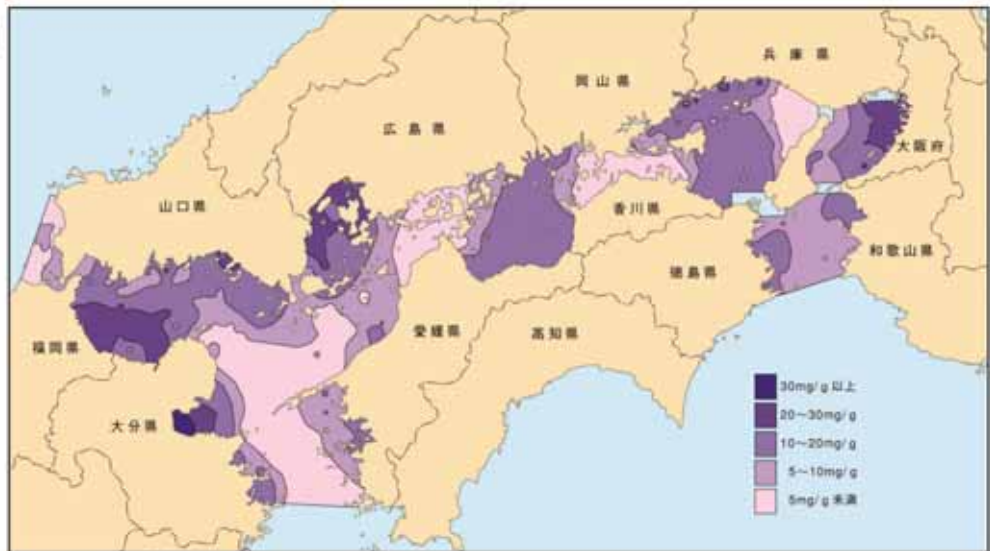 兵庫県
岡山県
広島県
大阪府
山口県
香川県
和歌山県
徳島県
愛媛県
高知県
福岡県
大分県
30mg/g以上
20～30mg/g
10～20mg/g
5～10mg/g
5mg/g未満